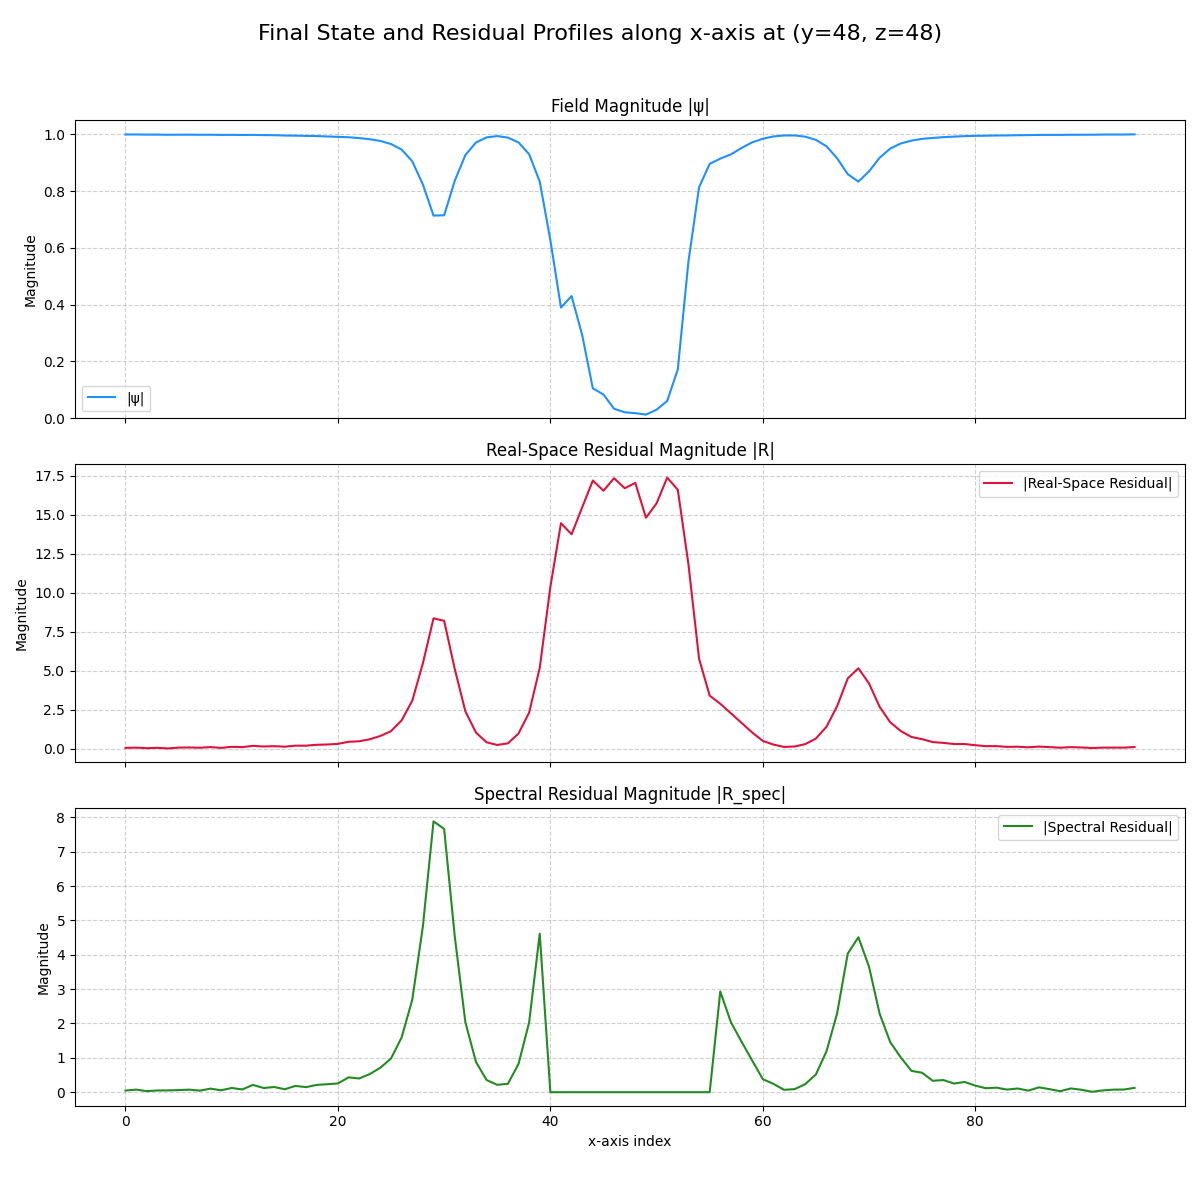 Final State and Residual Profiles along x-axis at (y=48, z=48)
Field Magnitude |ψ|
Magnitude
1.0
0.8
0.6
0.4
0.2
0.0
|ψ|
Real-Space Residual Magnitude |R|
Magnitude
17.5
15.0
12.5
10.0
7.5
5.0
2.5
0.0
|Real-Space Residual|
Spectral Residual Magnitude |R_spec|
Magnitude
8
7
6
5
4
3
2
1
0
|Spectral Residual|
0 20 40 60 80
x-axis index